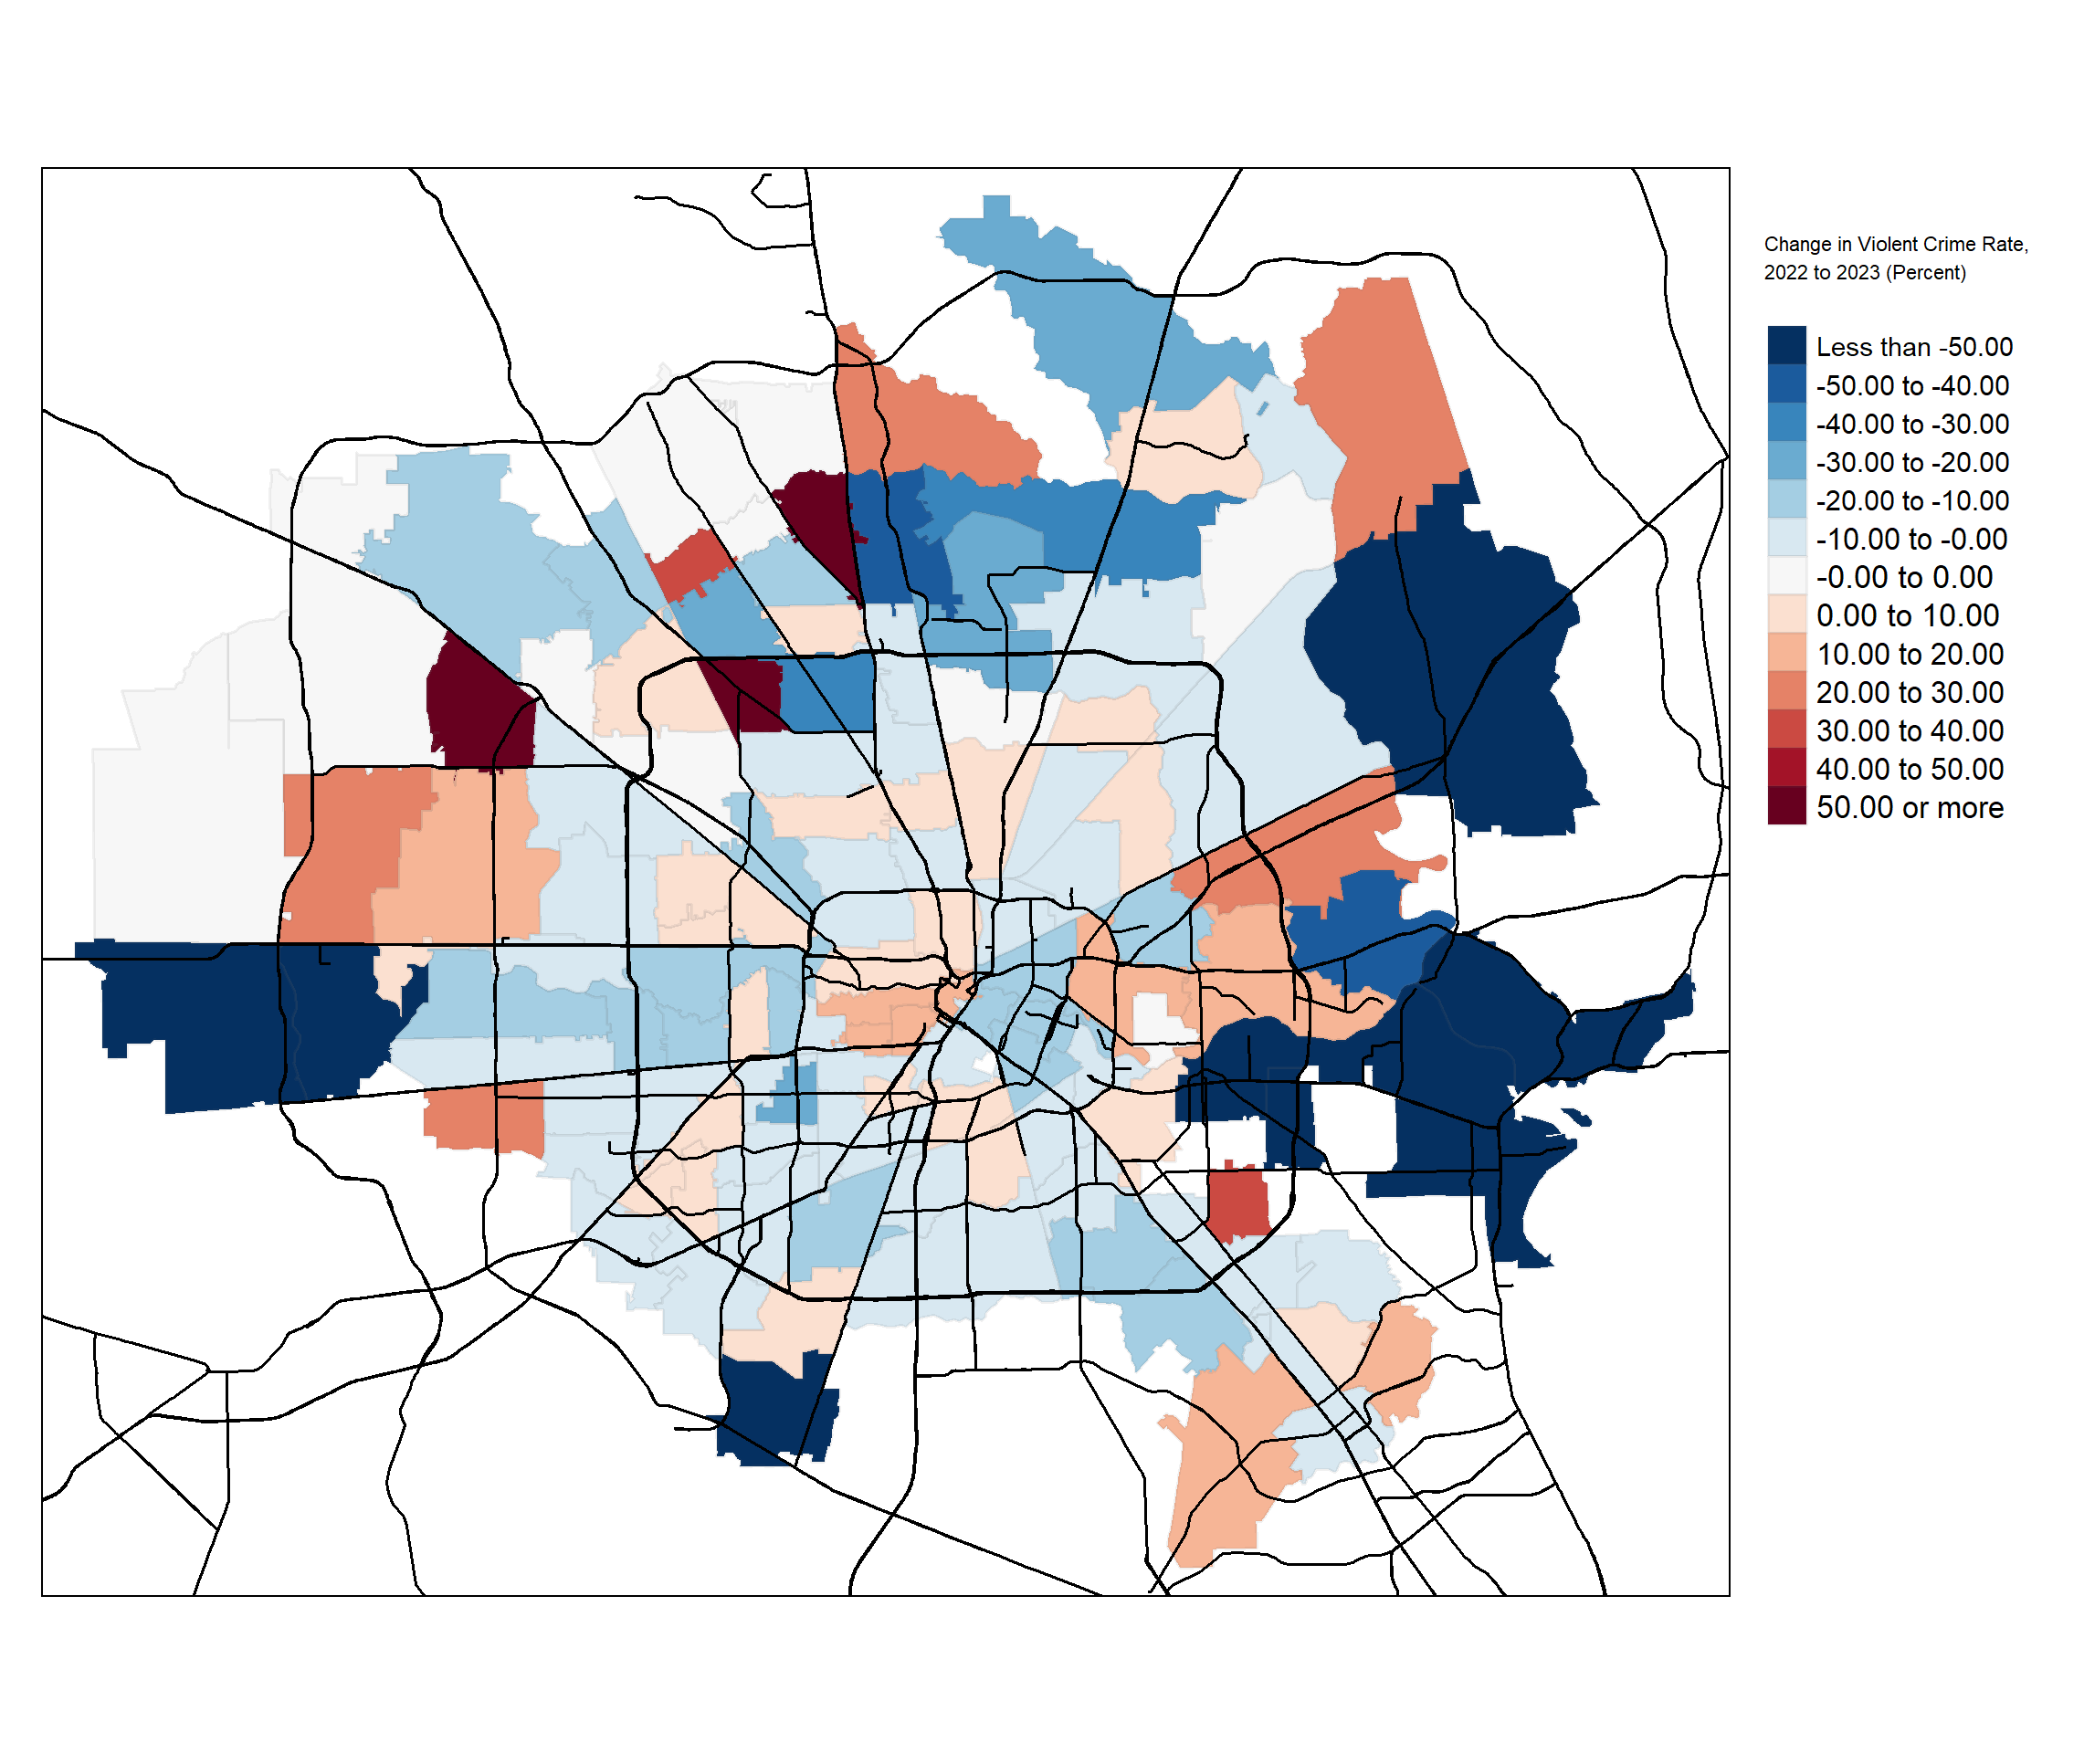 Change in Violent Crime Rate,
2022 to 2023 (Percent)
Less than -50.00
-50.00 to -40.00
-40.00 to -30.00
-30.00 to -20.00
-20.00 to -10.00
-10.00 to -0.00
-0.00 to 0.00
0.00 to 10.00
10.00 to 20.00
20.00 to 30.00
30.00 to 40.00
40.00 to 50.00
50.00 or more